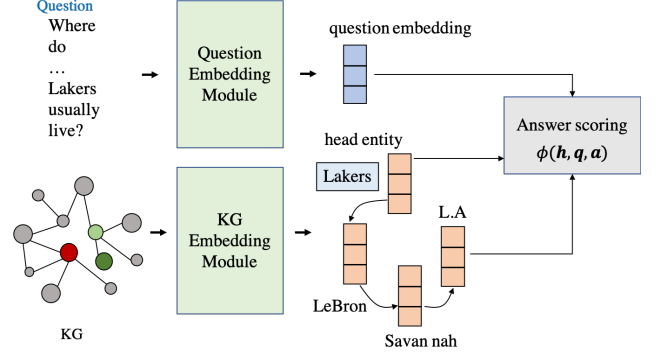 Question
Where
do
...
Lakers
usually
live?
Question
Embedding
Module
question embedding
Answer scoring
ϕ(h, q, a)
head entity
Lakers
KG
Embedding
Module
L.A
LeBron
Savan nah
KG